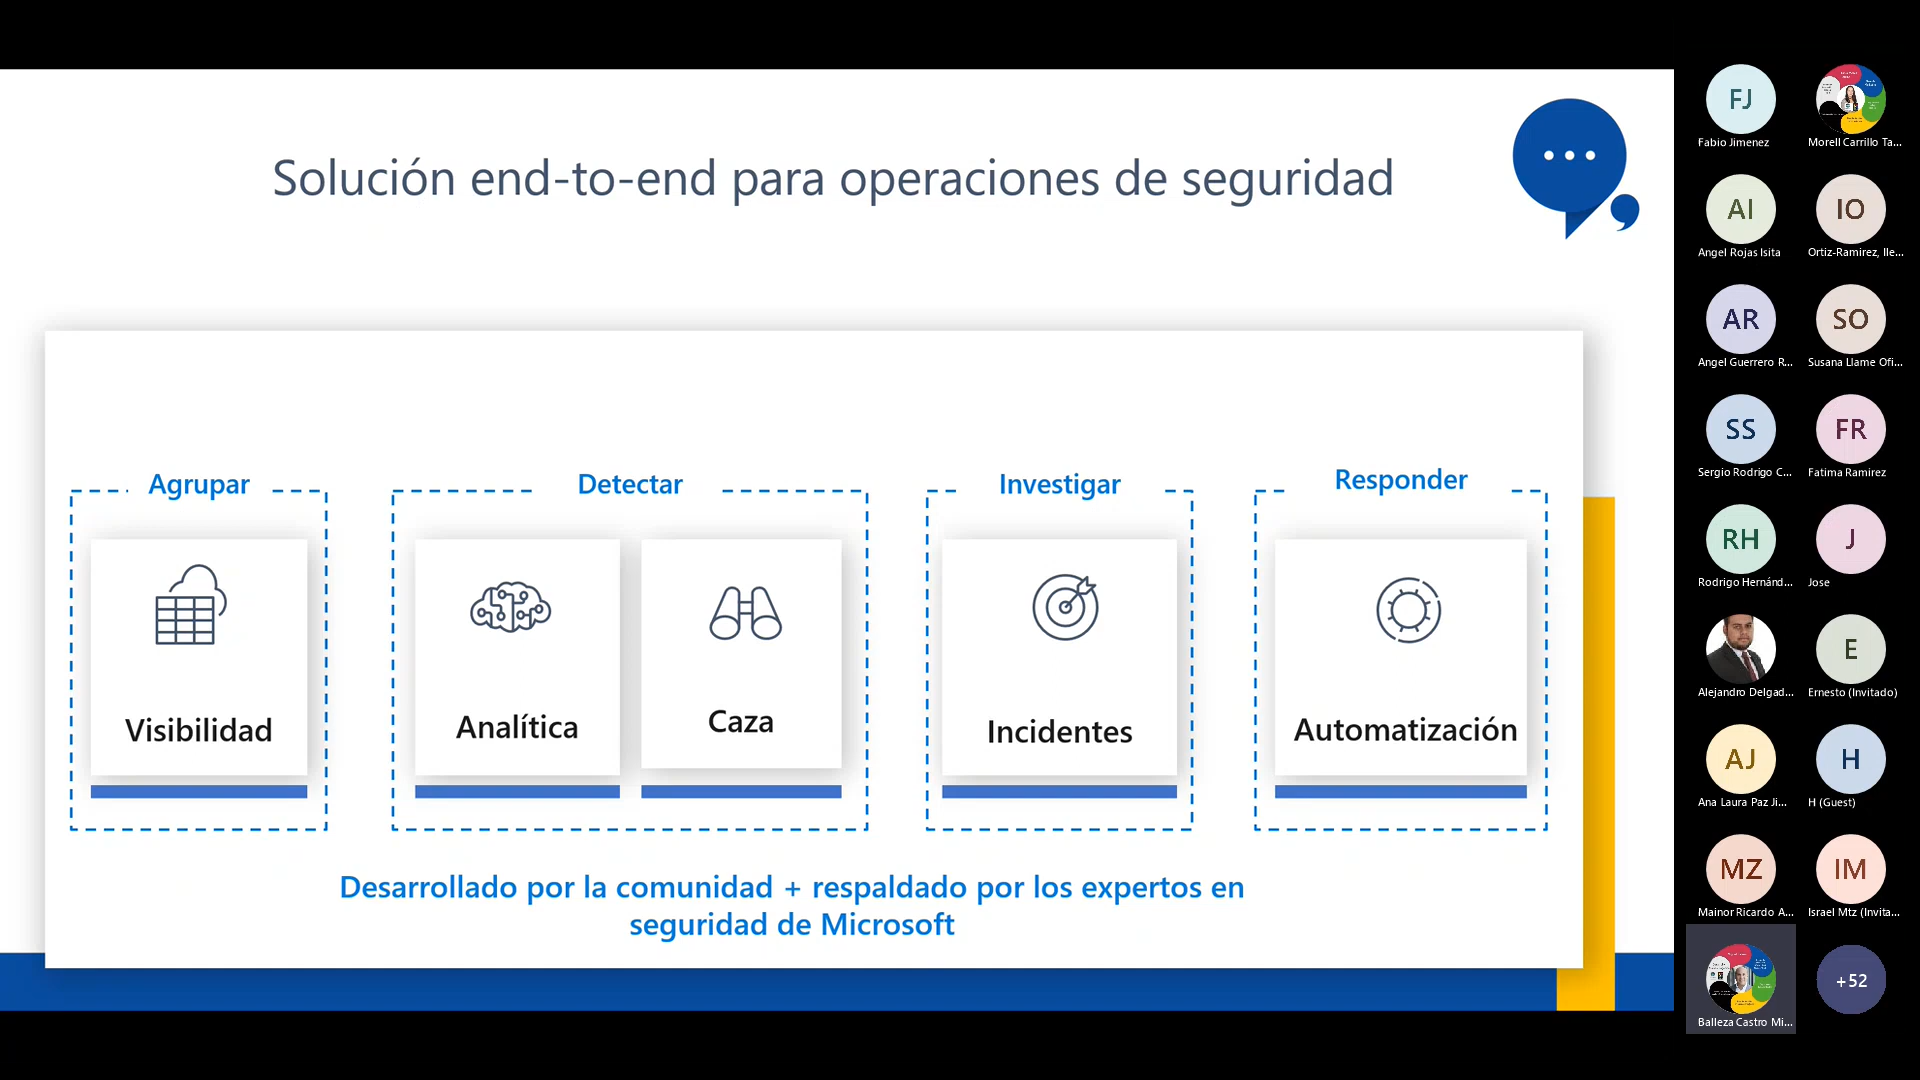 Solución end-to-end para operaciones de seguridad
Agrupar
Detectar
Investigar
Responder
Visibilidad
Analítica
Caza
Incidentes
Automatización
Desarrollado por la comunidad + respaldado por los expertos en
seguridad de Microsoft
FJ
Fabio Jimenez
Morell Carrillo Ta...
AI
Angel Rojas Isita
IO
Ortiz-Ramirez, Ile...
AR
Angel Guerrero R...
SO
Susana Llame Ofi...
SS
Sergio Rodrigo C...
FR
Fatima Ramirez
RH
Rodrigo Hernánd...
J
Jose
Alejandro Delgad...
E
Ernesto (Invitado)
AJ
Ana Laura Paz Ji...
H
H (Guest)
MZ
Mainor Ricardo A...
IM
Israel Mtz (Invita...
Balleza Castro Mi...
+52